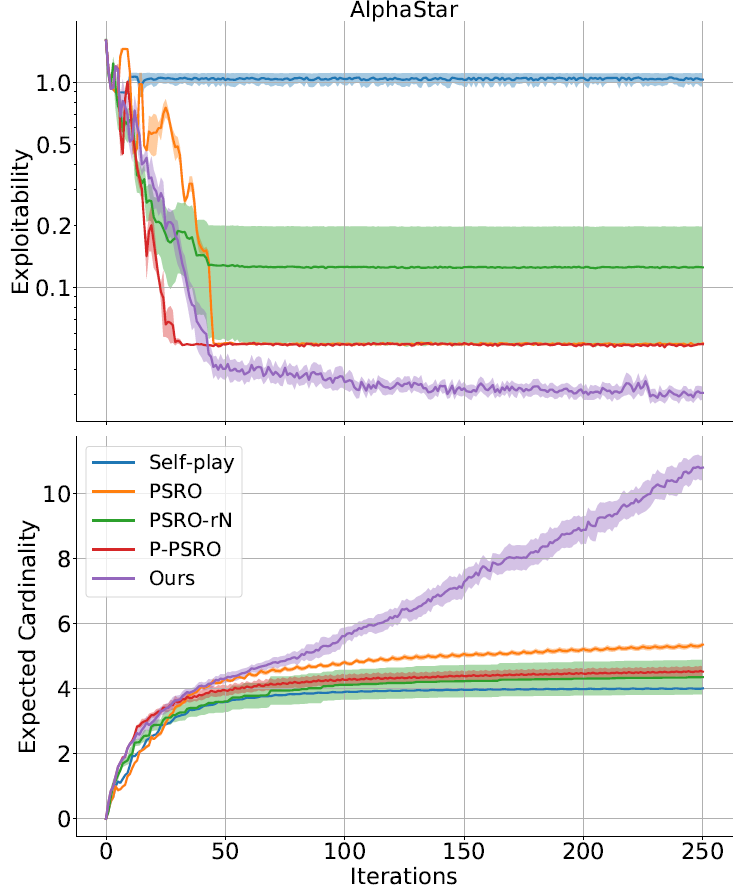 AlphaStar
1.0
0.5
0.2
0.1
Exploitability
Self-play
PSRO
PSRO-rN
P-PSRO
Ours
10
8
6
4
2
0
Expected Cardinality
0 50 100 150 200 250
Iterations